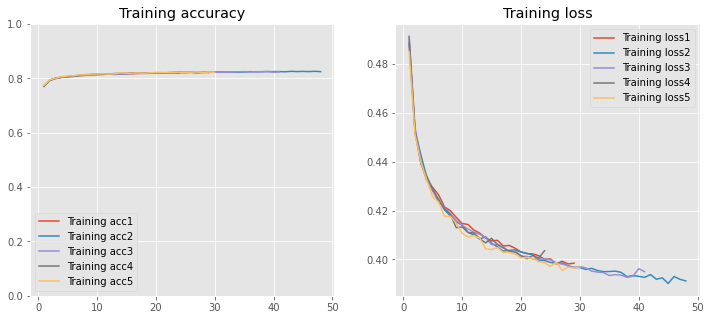 Training accuracy
1.0
0.8
0.6
0.4
0.2
0.0
0
10
20
30
40
50
Training acc1
Training acc2
Training acc3
Training acc4
Training acc5
Training loss
0.48
0.46
0.44
0.42
0.40
0
10
20
30
40
50
Training loss1
Training loss2
Training loss3
Training loss4
Training loss5